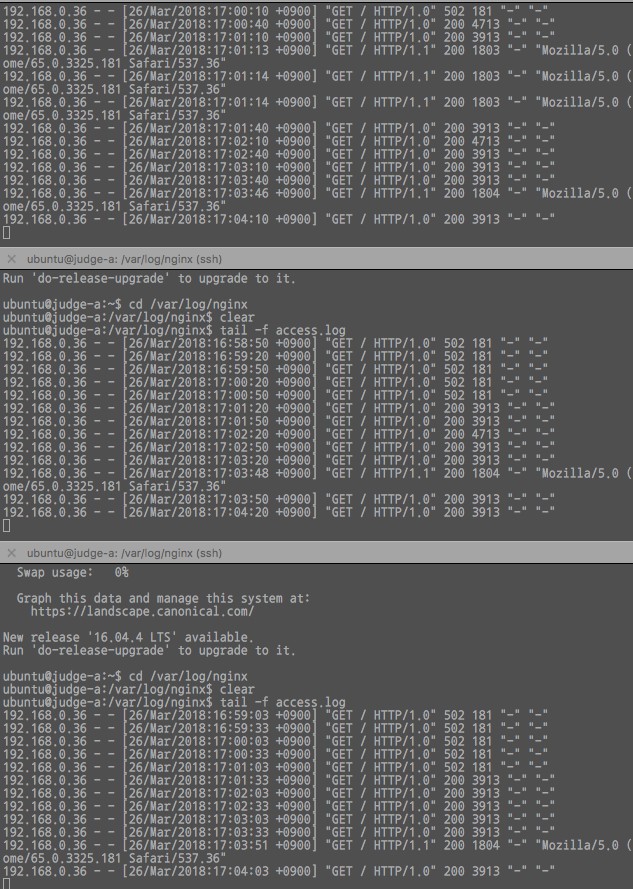 192.168.0.36 - - [26/Mar/2018:17:00:10 +0900] "GET / HTTP/1.0" 502 181 "-" "-"
192.168.0.36 - - [26/Mar/2018:17:00:40 +0900] "GET / HTTP/1.0" 200 4713 "-" "-"
192.168.0.36 - - [26/Mar/2018:17:01:10 +0900] "GET / HTTP/1.0" 200 3913 "-" "-"
192.168.0.36 - - [26/Mar/2018:17:01:13 +0900] "GET / HTTP/1.1" 200 1803 "-" "Mozilla/5.0 (
ome/65.0.3325.181 Safari/537.36"
192.168.0.36 - - [26/Mar/2018:17:01:14 +0900] "GET / HTTP/1.1" 200 1803 "-" "Mozilla/5.0 (
ome/65.0.3325.181 Safari/537.36"
192.168.0.36 - - [26/Mar/2018:17:01:14 +0900] "GET / HTTP/1.1" 200 1803 "-" "Mozilla/5.0 (
ome/65.0.3325.181 Safari/537.36"
192.168.0.36 - - [26/Mar/2018:17:01:40 +0900] "GET / HTTP/1.0" 200 3913 "-" "-"
192.168.0.36 - - [26/Mar/2018:17:02:10 +0900] "GET / HTTP/1.0" 200 4713 "-" "-"
192.168.0.36 - - [26/Mar/2018:17:02:40 +0900] "GET / HTTP/1.0" 200 3913 "-" "-"
192.168.0.36 - - [26/Mar/2018:17:03:10 +0900] "GET / HTTP/1.0" 200 3913 "-" "-"
192.168.0.36 - - [26/Mar/2018:17:03:40 +0900] "GET / HTTP/1.0" 200 3913 "-" "-"
192.168.0.36 - - [26/Mar/2018:17:03:46 +0900] "GET / HTTP/1.1" 200 1804 "-" "Mozilla/5.0 (
ome/65.0.3325.181 Safari/537.36"
192.168.0.36 - - [26/Mar/2018:17:04:10 +0900] "GET / HTTP/1.0" 200 3913 "-" "-"
× ubuntu@judge-a: /var/log/nginx (ssh)
Run 'do-release-upgrade' to upgrade to it.
ubuntu@judge-a:~$ cd /var/log/nginx
ubuntu@judge-a:/var/log/nginx$ clear
ubuntu@judge-a:/var/log/nginx$ tail -f access.log
192.168.0.36 - - [26/Mar/2018:16:58:50 +0900] "GET / HTTP/1.0" 502 181 "-" "-"
192.168.0.36 - - [26/Mar/2018:16:59:20 +0900] "GET / HTTP/1.0" 502 181 "-" "-"
192.168.0.36 - - [26/Mar/2018:16:59:50 +0900] "GET / HTTP/1.0" 502 181 "-" "-"
192.168.0.36 - - [26/Mar/2018:17:00:20 +0900] "GET / HTTP/1.0" 502 181 "-" "-"
192.168.0.36 - - [26/Mar/2018:17:00:50 +0900] "GET / HTTP/1.0" 502 181 "-" "-"
192.168.0.36 - - [26/Mar/2018:17:01:20 +0900] "GET / HTTP/1.0" 200 3913 "-" "-"
192.168.0.36 - - [26/Mar/2018:17:01:50 +0900] "GET / HTTP/1.0" 200 3913 "-" "-"
192.168.0.36 - - [26/Mar/2018:17:02:20 +0900] "GET / HTTP/1.0" 200 4713 "-" "-"
192.168.0.36 - - [26/Mar/2018:17:02:50 +0900] "GET / HTTP/1.0" 200 3913 "-" "-"
192.168.0.36 - - [26/Mar/2018:17:03:20 +0900] "GET / HTTP/1.0" 200 3913 "-" "-"
192.168.0.36 - - [26/Mar/2018:17:03:48 +0900] "GET / HTTP/1.1" 200 1804 "-" "Mozilla/5.0 (
ome/65.0.3325.181 Safari/537.36"
192.168.0.36 - - [26/Mar/2018:17:03:50 +0900] "GET / HTTP/1.0" 200 3913 "-" "-"
192.168.0.36 - - [26/Mar/2018:17:04:20 +0900] "GET / HTTP/1.0" 200 3913 "-" "-"
× ubuntu@judge-a: /var/log/nginx (ssh)
Swap usage:   0%
Graph this data and manage this system at:
https://landscape.canonical.com/
New release '16.04.4 LTS' available.
Run 'do-release-upgrade' to upgrade to it.
ubuntu@judge-a:~$ cd /var/log/nginx
ubuntu@judge-a:/var/log/nginx$ clear
ubuntu@judge-a:/var/log/nginx$ tail -f access.log
192.168.0.36 - - [26/Mar/2018:16:59:03 +0900] "GET / HTTP/1.0" 502 181 "-" "-"
192.168.0.36 - - [26/Mar/2018:16:59:33 +0900] "GET / HTTP/1.0" 502 181 "-" "-"
192.168.0.36 - - [26/Mar/2018:17:00:03 +0900] "GET / HTTP/1.0" 502 181 "-" "-"
192.168.0.36 - - [26/Mar/2018:17:00:33 +0900] "GET / HTTP/1.0" 502 181 "-" "-"
192.168.0.36 - - [26/Mar/2018:17:01:03 +0900] "GET / HTTP/1.0" 502 181 "-" "-"
192.168.0.36 - - [26/Mar/2018:17:01:33 +0900] "GET / HTTP/1.0" 200 3913 "-" "-"
192.168.0.36 - - [26/Mar/2018:17:02:03 +0900] "GET / HTTP/1.0" 200 3913 "-" "-"
192.168.0.36 - - [26/Mar/2018:17:02:33 +0900] "GET / HTTP/1.0" 200 3913 "-" "-"
192.168.0.36 - - [26/Mar/2018:17:03:03 +0900] "GET / HTTP/1.0" 200 3913 "-" "-"
192.168.0.36 - - [26/Mar/2018:17:03:33 +0900] "GET / HTTP/1.0" 200 3913 "-" "-"
192.168.0.36 - - [26/Mar/2018:17:03:51 +0900] "GET / HTTP/1.1" 200 1804 "-" "Mozilla/5.0 (
ome/65.0.3325.181 Safari/537.36"
192.168.0.36 - - [26/Mar/2018:17:04:03 +0900] "GET / HTTP/1.0" 200 3913 "-" "-"